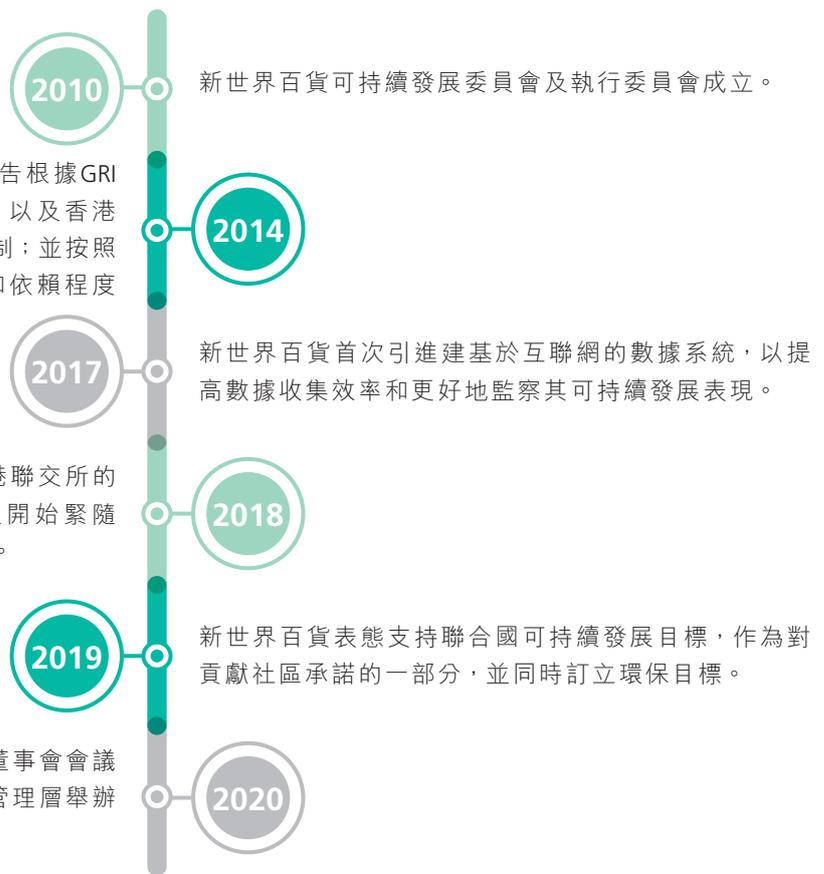 2010
新世界百貨可持續發展委員會及執行委員會成立。
告根據GRI
以及香港
制；並按照
依賴程度
2014
2017
新世界百貨首次引進建基於互聯網的數據系統，以提
高數據收集效率和更好地監察其可持續發展表現。
聯交所的
開始緊隨
。
2018
2019
新世界百貨表態支持聯合國可持續發展目標，作為對
貢獻社區承諾的一部分，並同時訂立環保目標。
董事會會議
管理層舉辦
2020